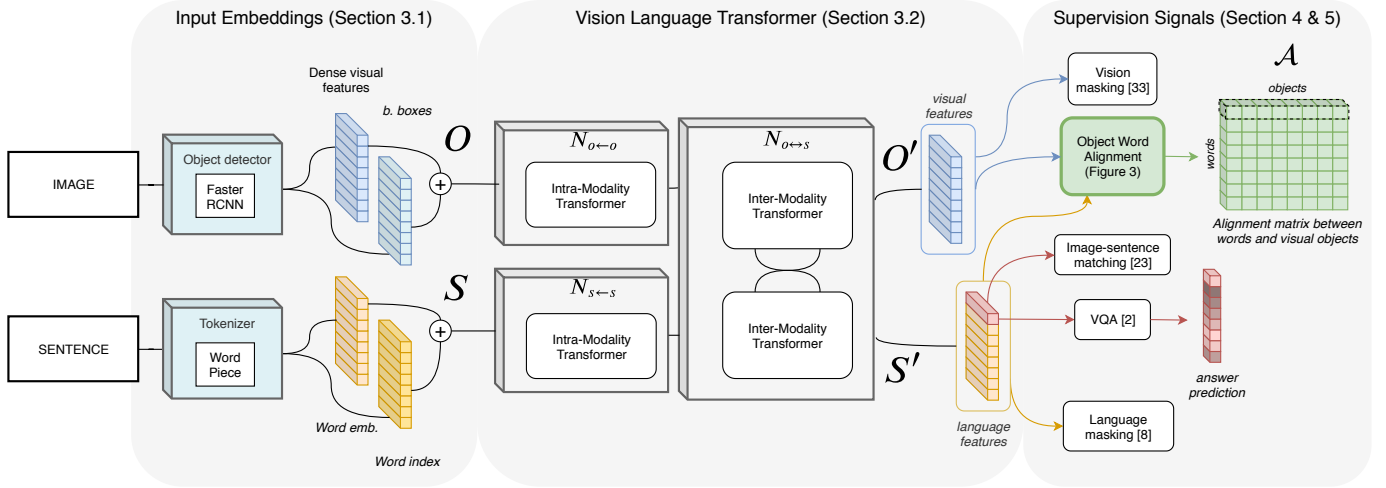 Input Embeddings (Section 3.1)
Vision Language Transformer (Section 3.2)
Supervision Signals (Section 4 & 5)
IMAGE
Object detector
Faster
RCNN
Dense visual
features
b. boxes
O
+
N o←o
Intra-Modality
Transformer
N o↔s
Inter-Modality
Transformer
O′
visual
features
Vision
masking [33]
Object Word
Alignment
(Figure 3)
A
objects
words
Alignment matrix between
words and visual objects
SENTENCE
Tokenizer
Word
Piece
Word emb.
Word index
S
+
N s←s
Intra-Modality
Transformer
Inter-Modality
Transformer
S′
language
features
Image-sentence
matching [23]
VQA [2]
answer
prediction
Language
masking [8]